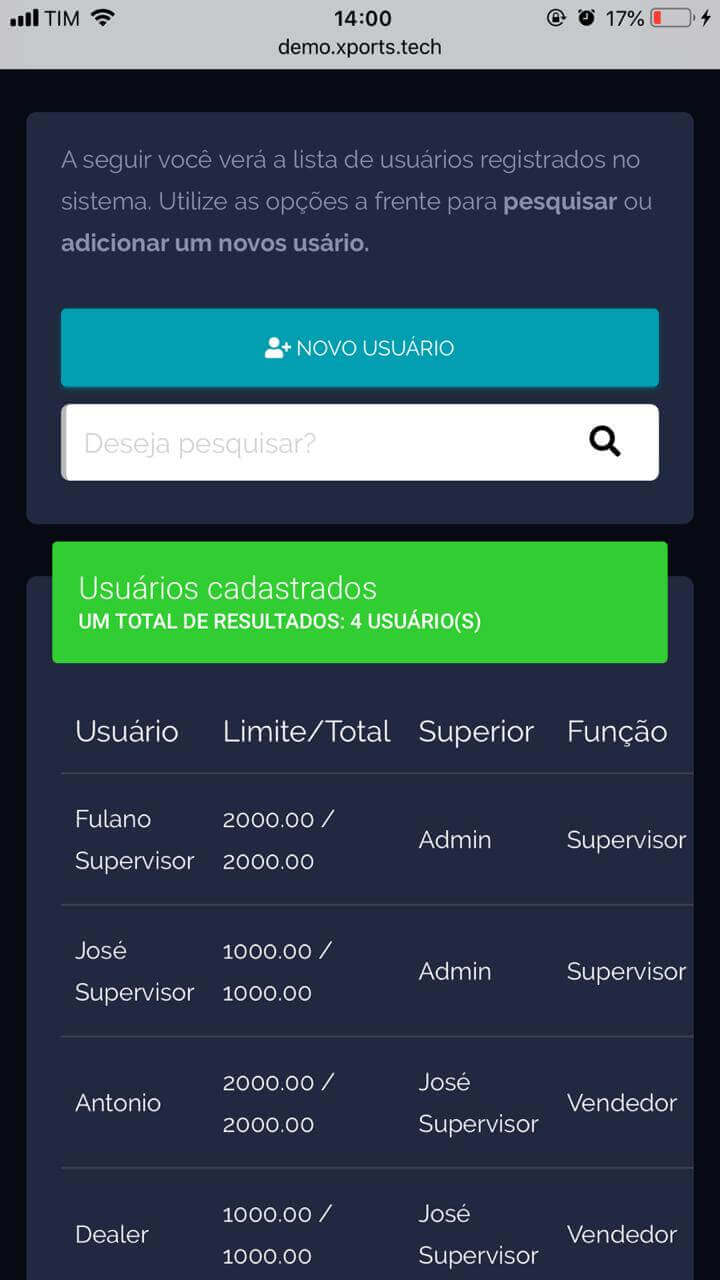 TIM 14:00 17%
demo.xports.tech
A seguir você verá a lista de usuários registrados no
sistema. Utilize as opções a frente para pesquisar ou
adicionar um novos usário.
NOVO USUÁRIO
Deseja pesquisar?
Usuários cadastrados
UM TOTAL DE RESULTADOS: 4 USUÁRIO(S)
Usuário Limite/Total Superior Função
Fulano 2000.00 /
Supervisor 2000.00 Admin Supervisor
José 1000.00 /
Supervisor 1000.00 Admin Supervisor
Antonio 2000.00 / José Vendedor
2000.00 Supervisor
Dealer 1000.00 / José Vendedor
1000.00 Supervisor